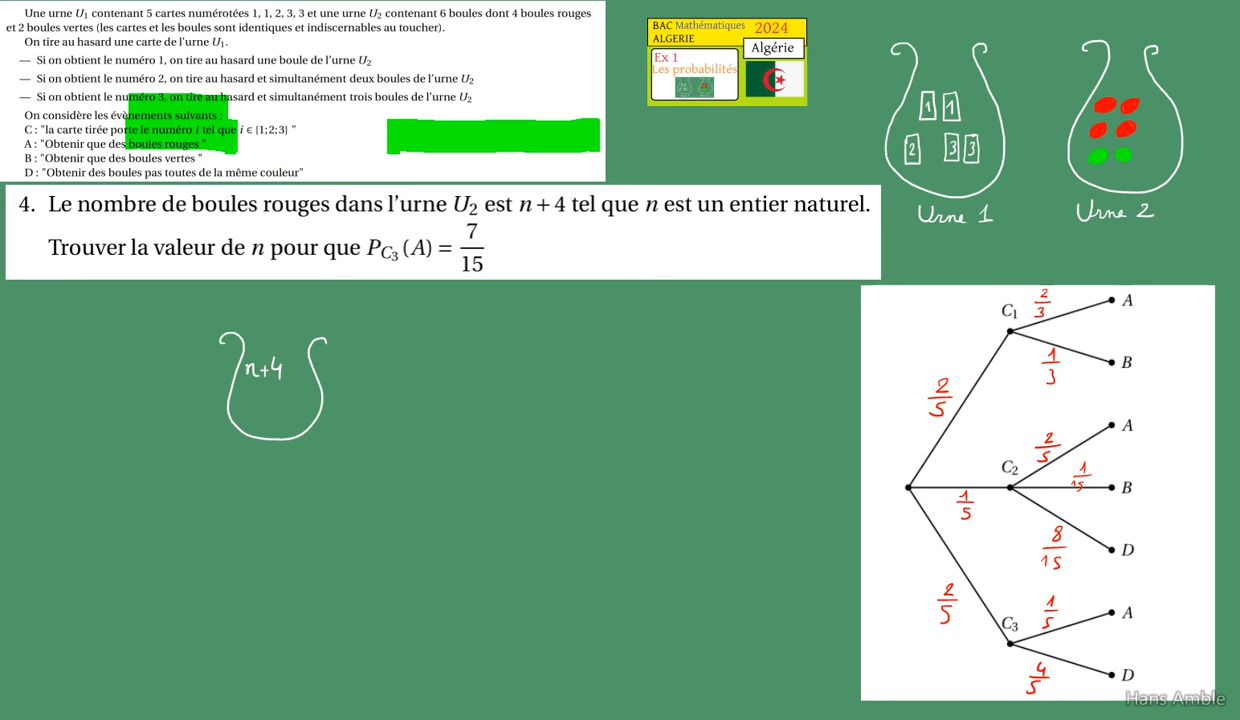 Une urne U1 contenant 5 cartes numérotées 1, 1, 2, 3, 3 et une urne U2 contenant 6 boules dont 4 boules rouges
et 2 boules vertes (les cartes et les boules sont identiques et indiscernables au toucher).
On tire au hasard une carte de l'urne U1.
— Si on obtient le numéro 1, on tire au hasard une boule de l'urne U2
— Si on obtient le numéro 2, on tire au hasard et simultanément deux boules de l'urne U2
— Si on obtient le numéro 3, on tire au hasard et simultanément trois boules de l'urne U2
On considère les évènements suivants :
C : "la carte tirée porte le numéro i tel que i ∈ {1;2;3} "
A : "Obtenir que des boules rouges "
B : "Obtenir que des boules vertes "
D : "Obtenir des boules pas toutes de la même couleur"
BAC Mathématiques 2024
ALGERIE
Algérie
Ex 1
Les probabilités
1 1
2 3 3
Urne 1
Urne 2
4. Le nombre de boules rouges dans l'urne U2 est n + 4 tel que n est un entier naturel.
Trouver la valeur de n pour que PC3(A) = 7/15
n+4
C1 2/3 A
1/3 B
2/5
2/5 A
C2 1/15 B
1/5
8/15 D
2/5
C3 1/5 A
4/5 D
Hans Amble